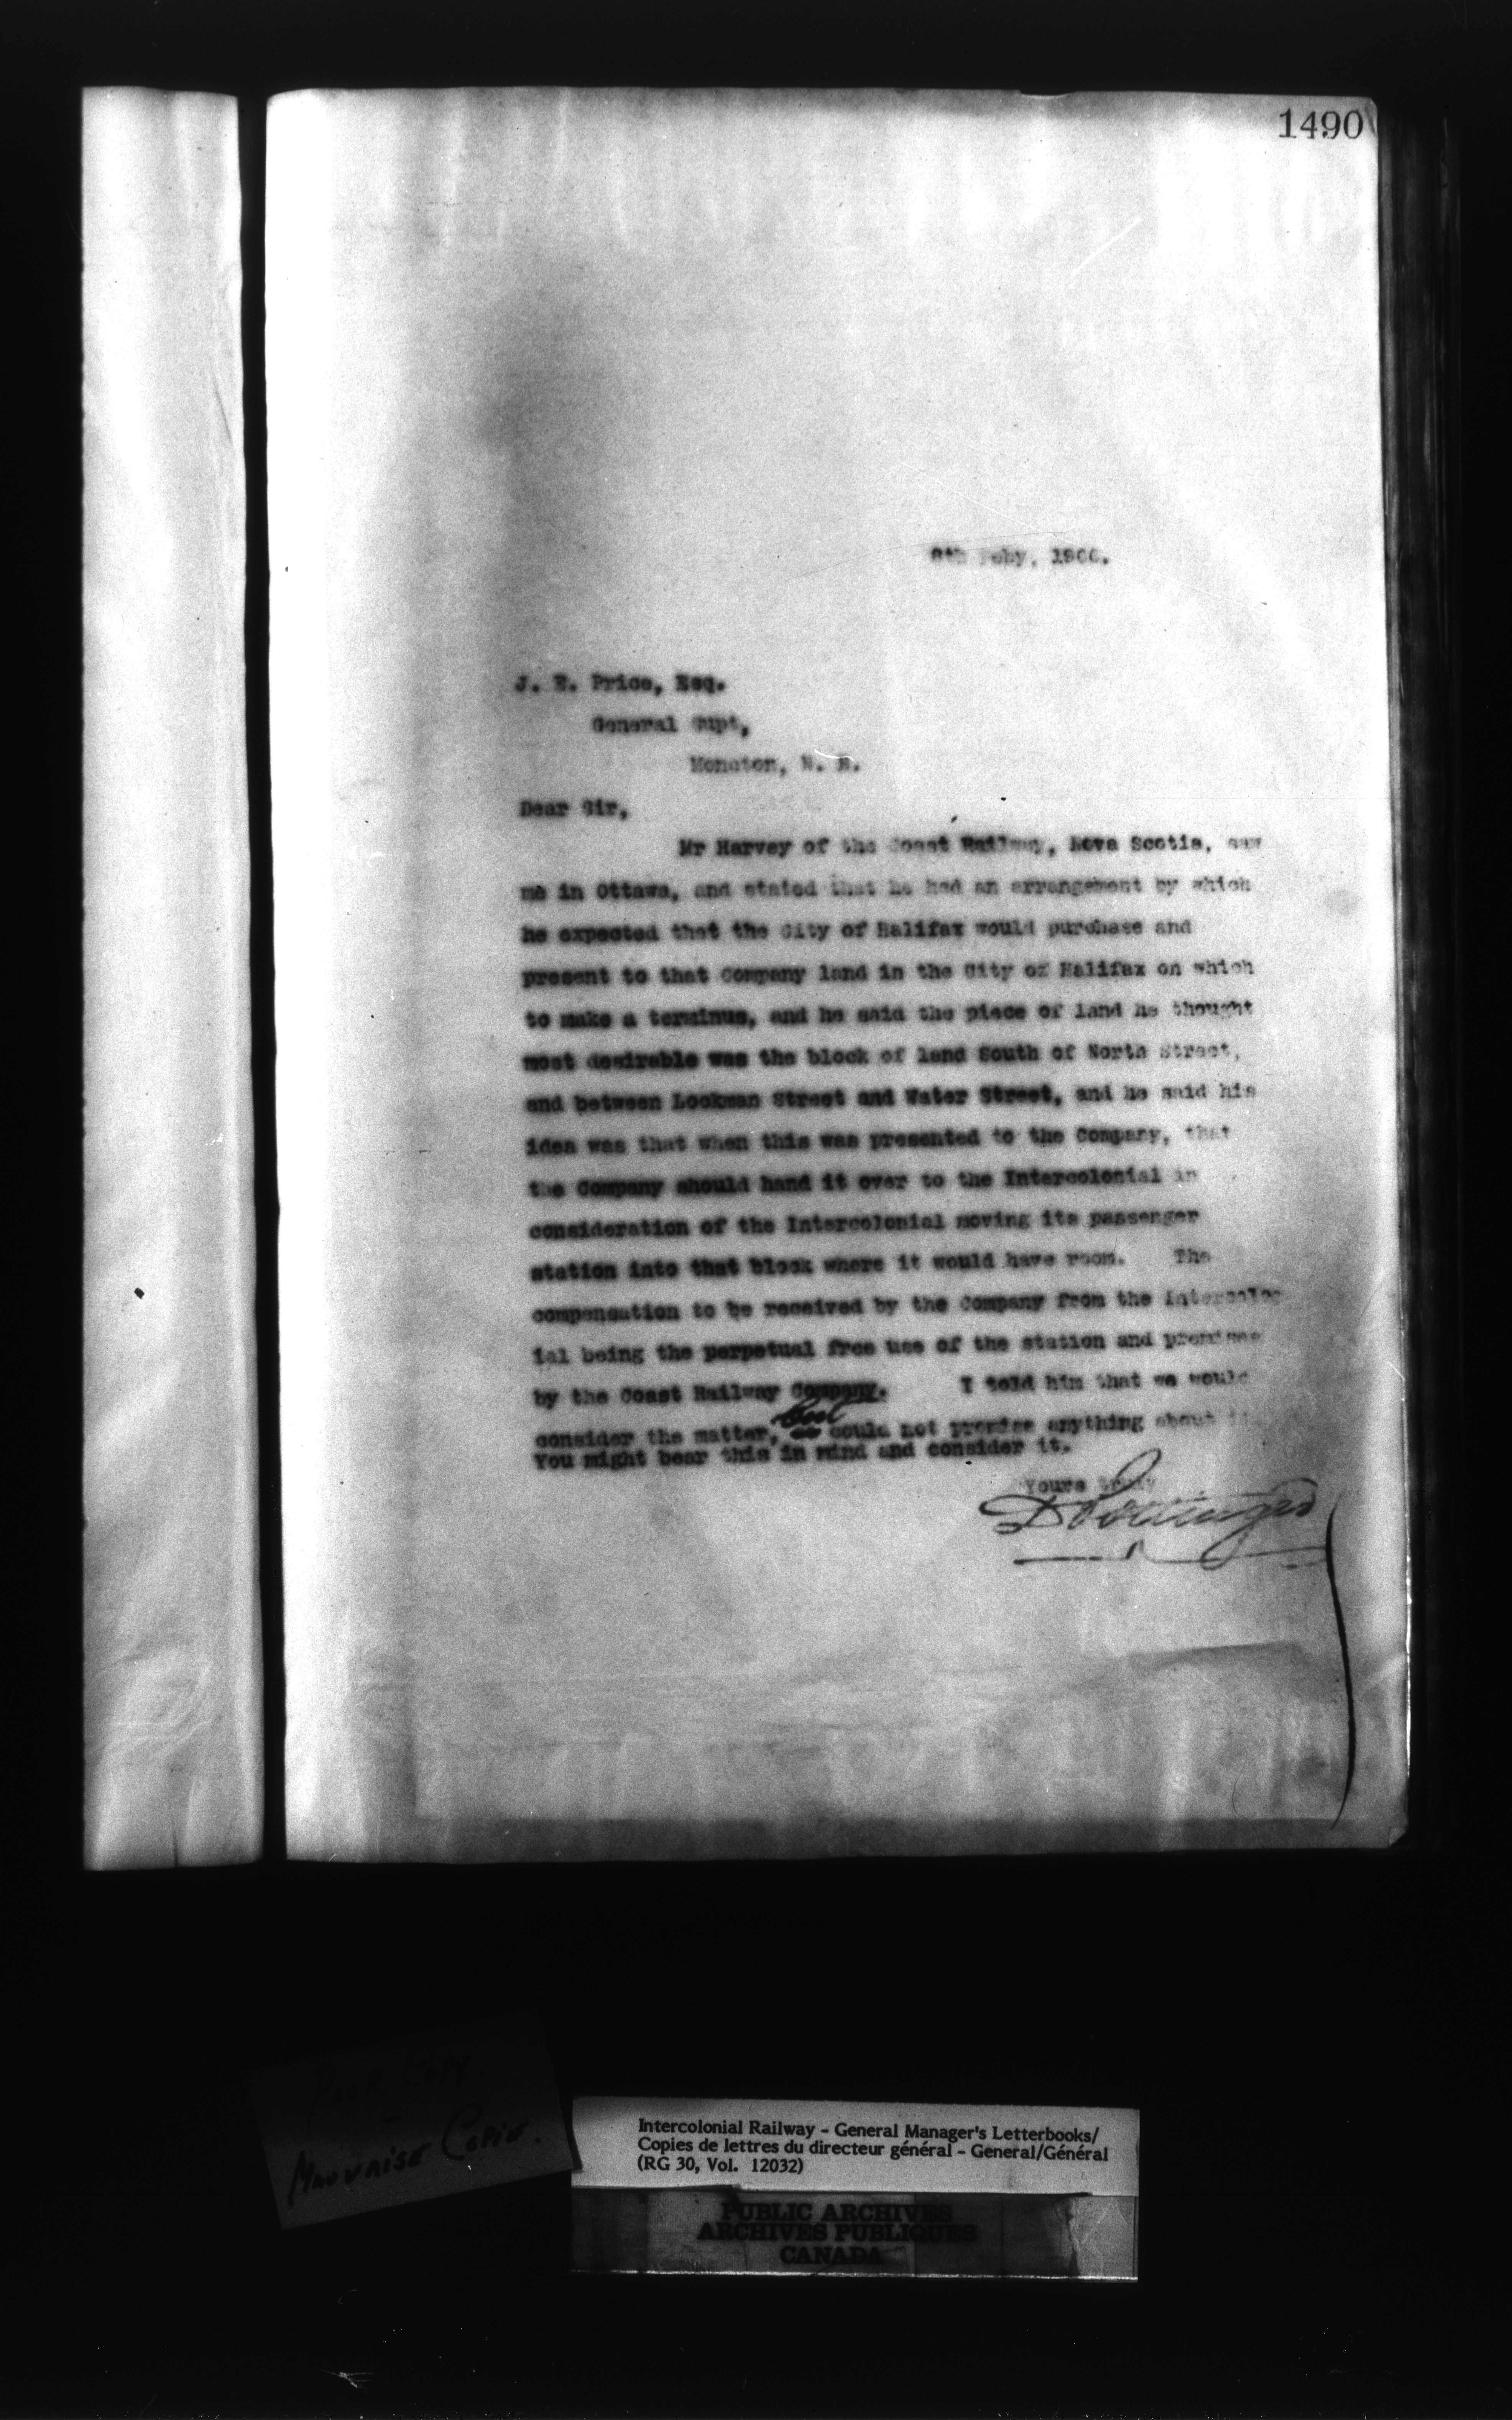 1490
8th Feby, 1900.
J. E. Price, Esq.
General Supt,
Moncton, N. B.
Dear Sir,
Mr Harvey of the Coast Railway, Nova Scotia, saw
me in Ottawa, and stated that he had an arrangement by which
he expected that the City of Halifax would purchase and
present to that Company land in the City of Halifax on which
to make a terminus, and he said the piece of land he thought
most desirable was the block of land South of North Street,
and between Lockman Street and Water Street, and he said his
idea was that when this was presented to the Company, that
the Company should hand it over to the Intercolonial in
consideration of the Intercolonial moving its passenger
station into that block where it would have room. The
compensation to be received by the Company from the Intercolon
ial being the perpetual free use of the station and premises
by the Coast Railway Company. I told him that we would
consider the matter, but could not promise anything about it.
You might bear this in mind and consider it.
Yours truly
D Pottinger
POOR COPY.
-
MAUVAISE COPIE.
Intercolonial Railway - General Manager's Letterbooks/
Copies de lettres du directeur général - General/Général
(RG 30, Vol. 12032)
PUBLIC ARCHIVES
ARCHIVES PUBLIQUES
CANADA